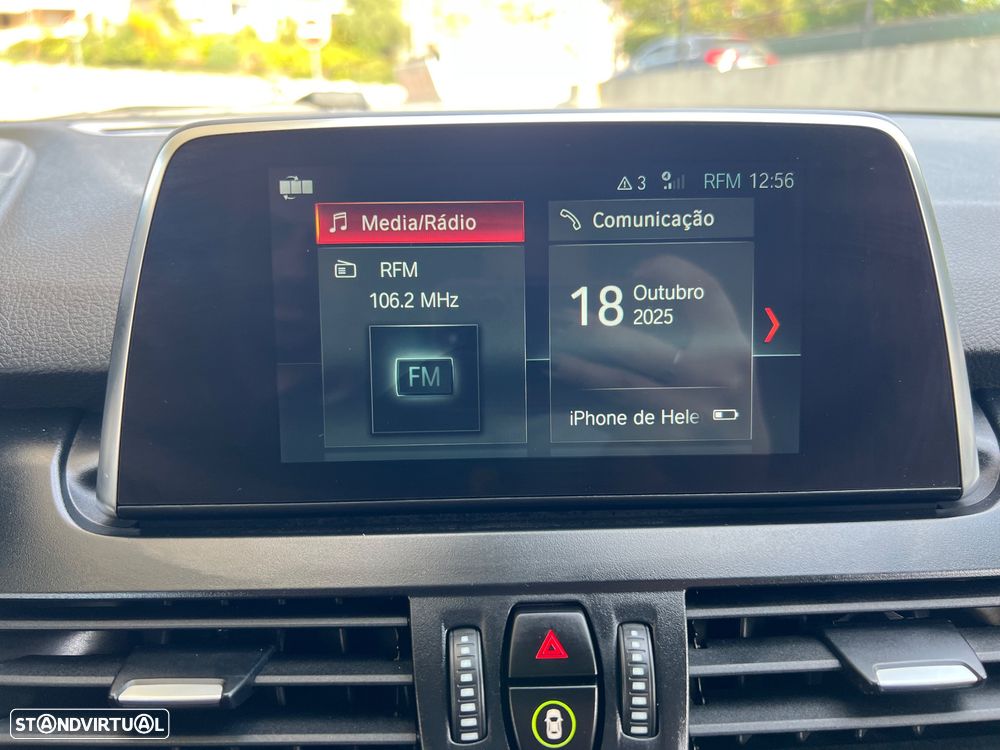 3 RFM 12:56
Media/Rádio
RFM
106.2 MHz
FM
Comunicação
18 Outubro
2025
iPhone de Hele
STANDVIRTUAL